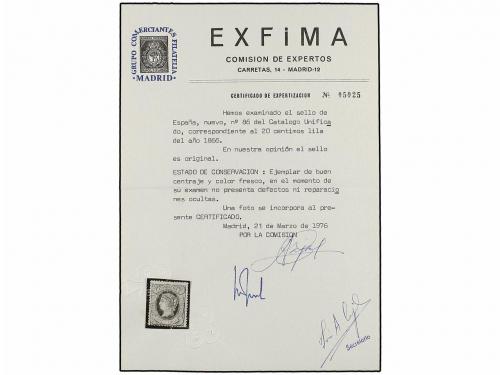 GRUPO COMERCIANTES FILATELIA
MADRID
EXFiMA
COMISION DE EXPERTOS
CARRETAS, 14 - MADRID-12
CERTIFICADO DE EXPERTIZACION Nº 05025
Hemos examinado el sello de
España, nuevo, nº 86 del Catalogo Unifica
do, correspondiente al 20 centimos lila
del año 1866.
En nuestra opinión el sello
es original.
ESTADO DE CONSERVACION : Ejemplar de buen
centraje y color fresco, en el momento de
su examen no presenta defectos ni reparacio
nes ocultas.
Una foto se incorpora al pre-
sente CERTIFICADO.
Madrid, 21 de Marzo de 1976
POR LA COMISIÓN
Secretario